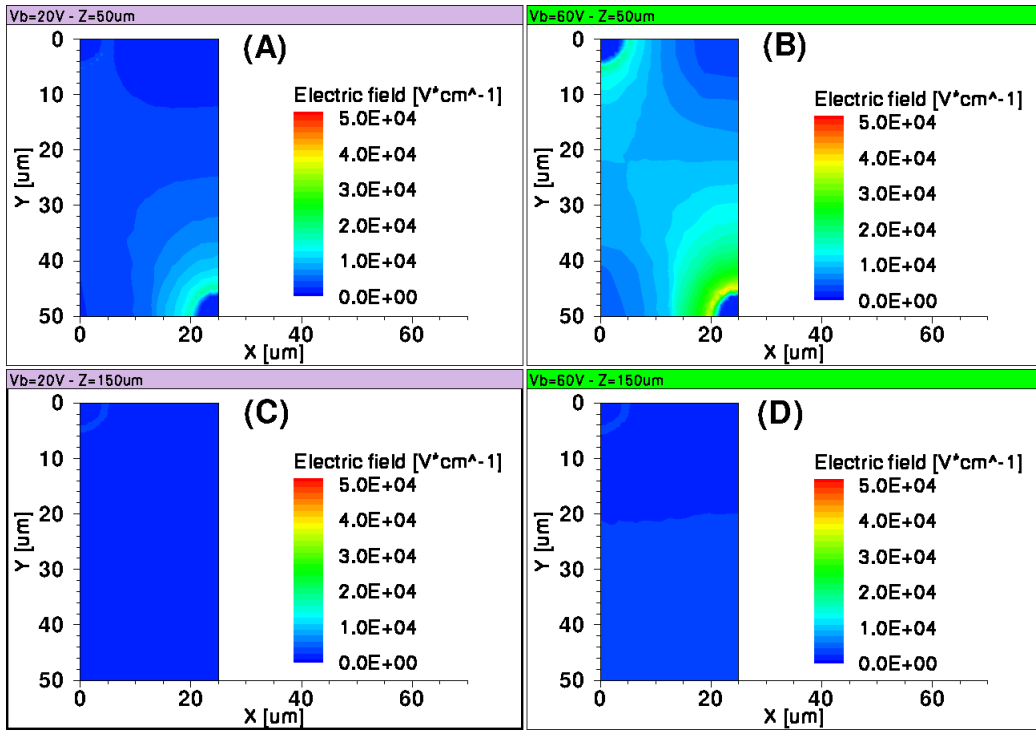 Vb=20V - Z=50um
(A)
Electric field [V*cm^-1]
5.0E+04
4.0E+04
3.0E+04
2.0E+04
1.0E+04
0.0E+00
Y [um]
0
10
20
30
40
50
0 20 40 60
X [um]
Vb=60V - Z=50um
(B)
Electric field [V*cm^-1]
5.0E+04
4.0E+04
3.0E+04
2.0E+04
1.0E+04
0.0E+00
Y [um]
0
10
20
30
40
50
0 20 40 60
X [um]
Vb=20V - Z=150um
(C)
Electric field [V*cm^-1]
5.0E+04
4.0E+04
3.0E+04
2.0E+04
1.0E+04
0.0E+00
Y [um]
0
10
20
30
40
50
0 20 40 60
X [um]
Vb=60V - Z=150um
(D)
Electric field [V*cm^-1]
5.0E+04
4.0E+04
3.0E+04
2.0E+04
1.0E+04
0.0E+00
Y [um]
0
10
20
30
40
50
0 20 40 60
X [um]